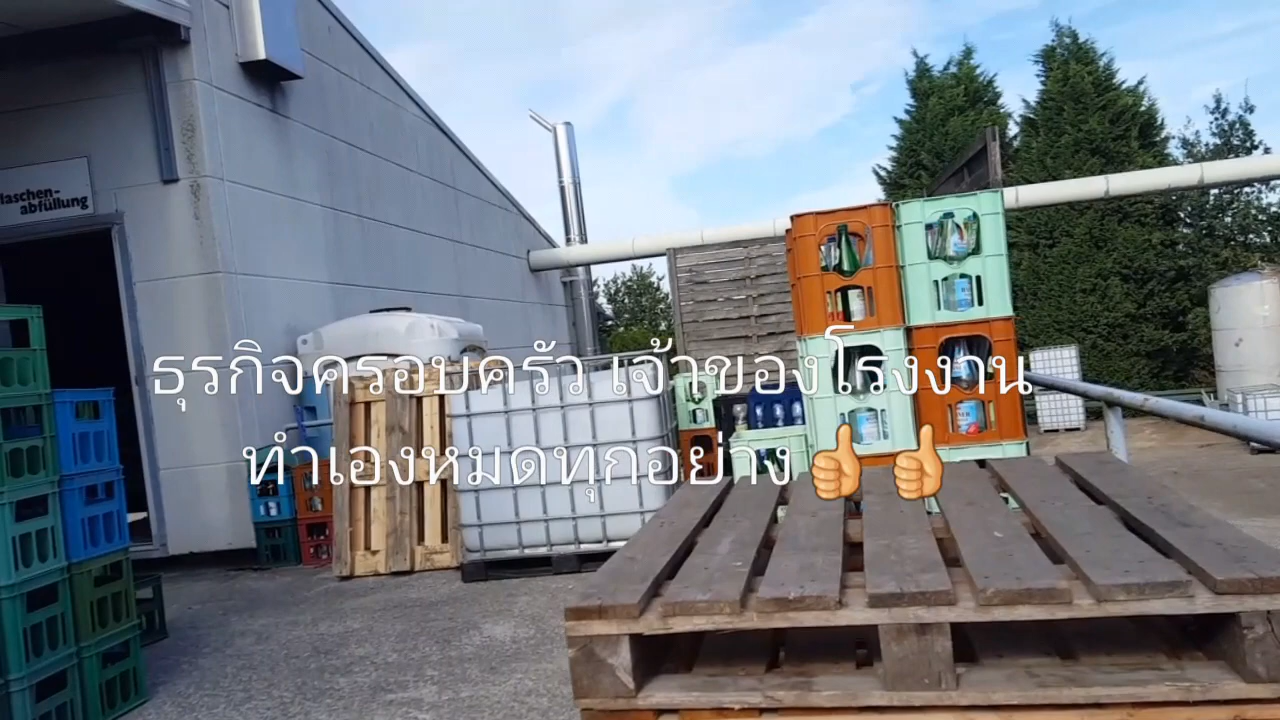 laschen-
abfüllung
ธุรกิจครอบครัว เจ้าของโรงงาน
ทำเองหมดทุกอย่าง 👍👍